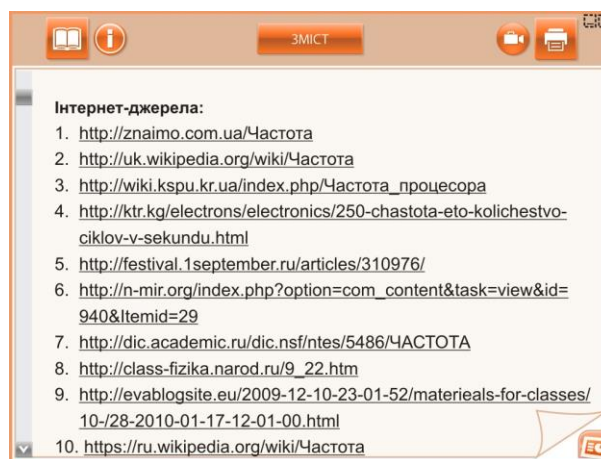 ЗМІСТ
Інтернет-джерела:
1. http://znaimo.com.ua/Частота
2. http://uk.wikipedia.org/wiki/Частота
3. http://wiki.kspu.kr.ua/index.php/Частота_процесора
4. http://ktr.kg/electrons/electronics/250-chastota-eto-kolichestvo-
ciklov-v-sekundu.html
5. http://festival.1september.ru/articles/310976/
6. http://n-mir.org/index.php?option=com_content&task=view&id=
940&Itemid=29
7. http://dic.academic.ru/dic.nsf/ntes/5486/ЧАСТОТА
8. http://class-fizika.narod.ru/9_22.htm
9. http://evablogsite.eu/2009-12-10-23-01-52/materieals-for-classes/
10-/28-2010-01-17-12-01-00.html
10. https://ru.wikipedia.org/wiki/Частота